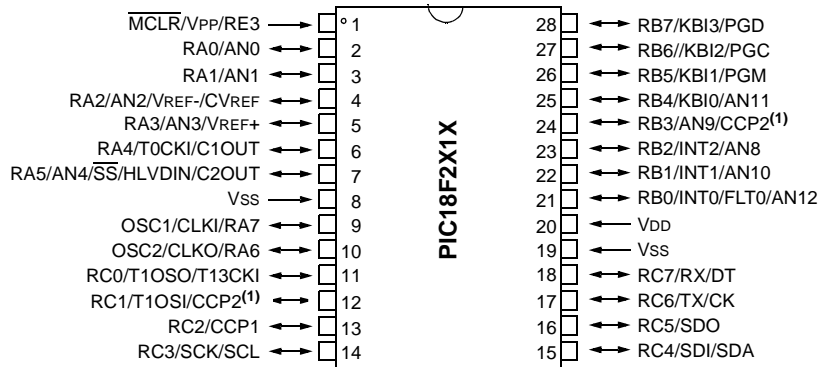 MCLR/VPP/RE3
RA0/AN0
RA1/AN1
RA2/AN2/VREF-/CVREF
RA3/AN3/VREF+
RA4/T0CKI/C1OUT
RA5/AN4/SS/HLVDIN/C2OUT
VSS
OSC1/CLKI/RA7
OSC2/CLKO/RA6
RC0/T1OSO/T13CKI
RC1/T1OSI/CCP2(1)
RC2/CCP1
RC3/SCK/SCL
1
2
3
4
5
6
7
8
9
10
11
12
13
14
PIC18F2X1X
28
27
26
25
24
23
22
21
20
19
18
17
16
15
RB7/KBI3/PGD
RB6//KBI2/PGC
RB5/KBI1/PGM
RB4/KBI0/AN11
RB3/AN9/CCP2(1)
RB2/INT2/AN8
RB1/INT1/AN10
RB0/INT0/FLT0/AN12
VDD
VSS
RC7/RX/DT
RC6/TX/CK
RC5/SDO
RC4/SDI/SDA